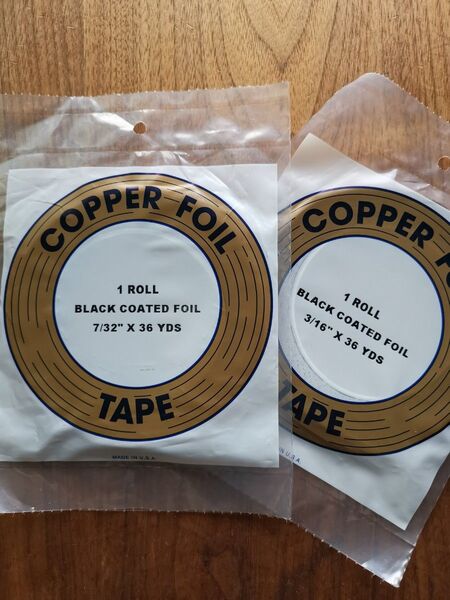 COPPER FOIL
1 ROLL
BLACK COATED FOIL
7/32" X 36 YDS
TAPE
MADE IN U.S.A.
COPPER
1 ROLL
BLACK COATED FOIL
3/16" X 36 YDS
TAPE
IN U.S.A.